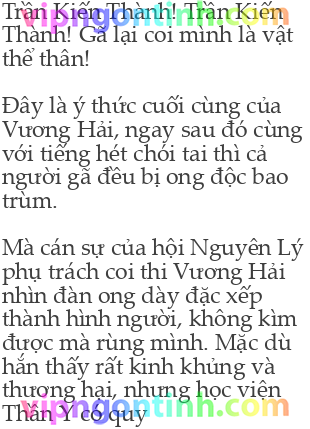 Trần Kiến Thành! Trần Kiến
Thành! Gã lại coi mình là vật
thể thân!
Đây là ý thức cuối cùng của
Vương Hải, ngay sau đó cùng
với tiếng hét chói tai thì cả
người gã đều bị ong độc bao
trùm.
Mà cán sự của hội Nguyên Lý
phụ trách coi thi Vương Hải
nhìn đàn ong dày đặc xếp
thành hình người, không kìm
được mà rùng mình. Mặc dù
hắn thấy rất kinh khủng và
thương hại, nhưng học viện
Thần Y có quy
vipngontinh.com
vipngontinh.com